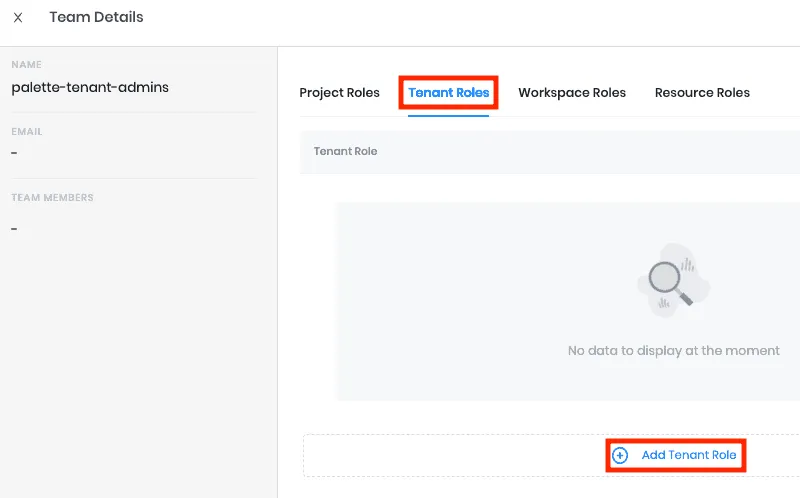 Team Details
NAME
palette-tenant-admins
EMAIL
-
TEAM MEMBERS
-
Project Roles Tenant Roles Workspace Roles Resource Roles
Tenant Role
No data to display at the moment
Add Tenant Role